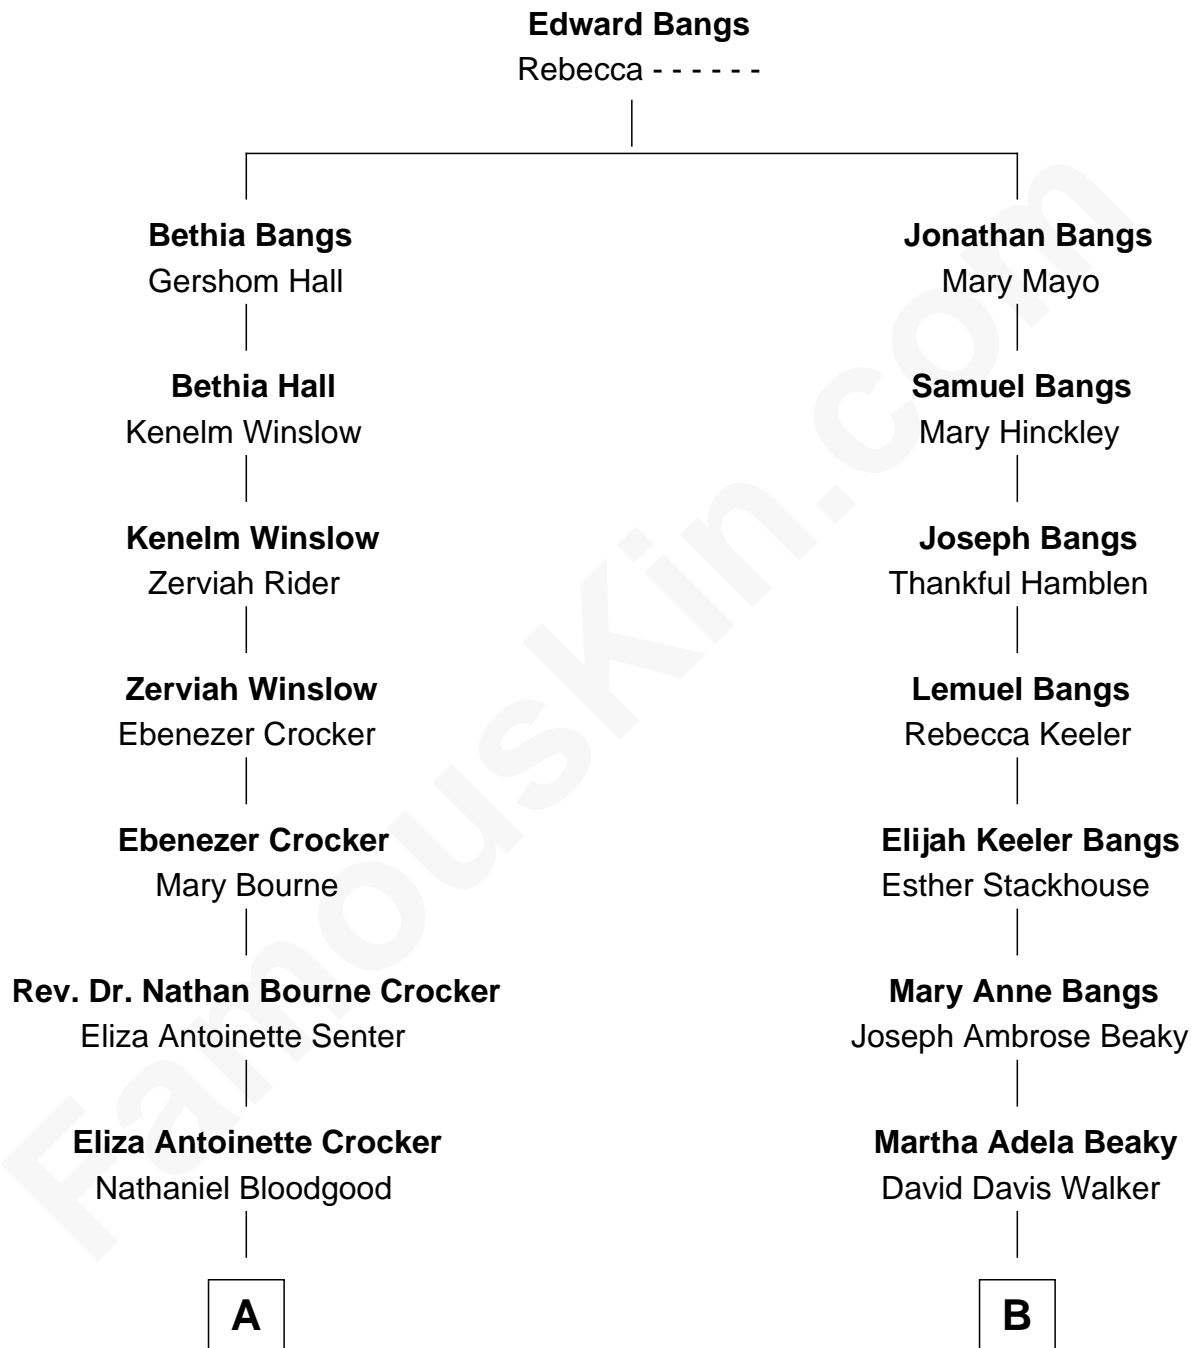 Edward Bangs
Rebecca - - - - - -
Bethia Bangs
Gershom Hall
Jonathan Bangs
Mary Mayo
Bethia Hall
Kenelm Winslow
Samuel Bangs
Mary Hinckley
Kenelm Winslow
Zerviah Rider
Joseph Bangs
Thankful Hamblen
Zerviah Winslow
Ebenezer Crocker
Lemuel Bangs
Rebecca Keeler
Ebenezer Crocker
Mary Bourne
Elijah Keeler Bangs
Esther Stackhouse
Rev. Dr. Nathan Bourne Crocker
Eliza Antoinette Senter
Mary Anne Bangs
Joseph Ambrose Beaky
Eliza Antoinette Crocker
Nathaniel Bloodgood
Martha Adela Beaky
David Davis Walker
A
B
FamousKin.com